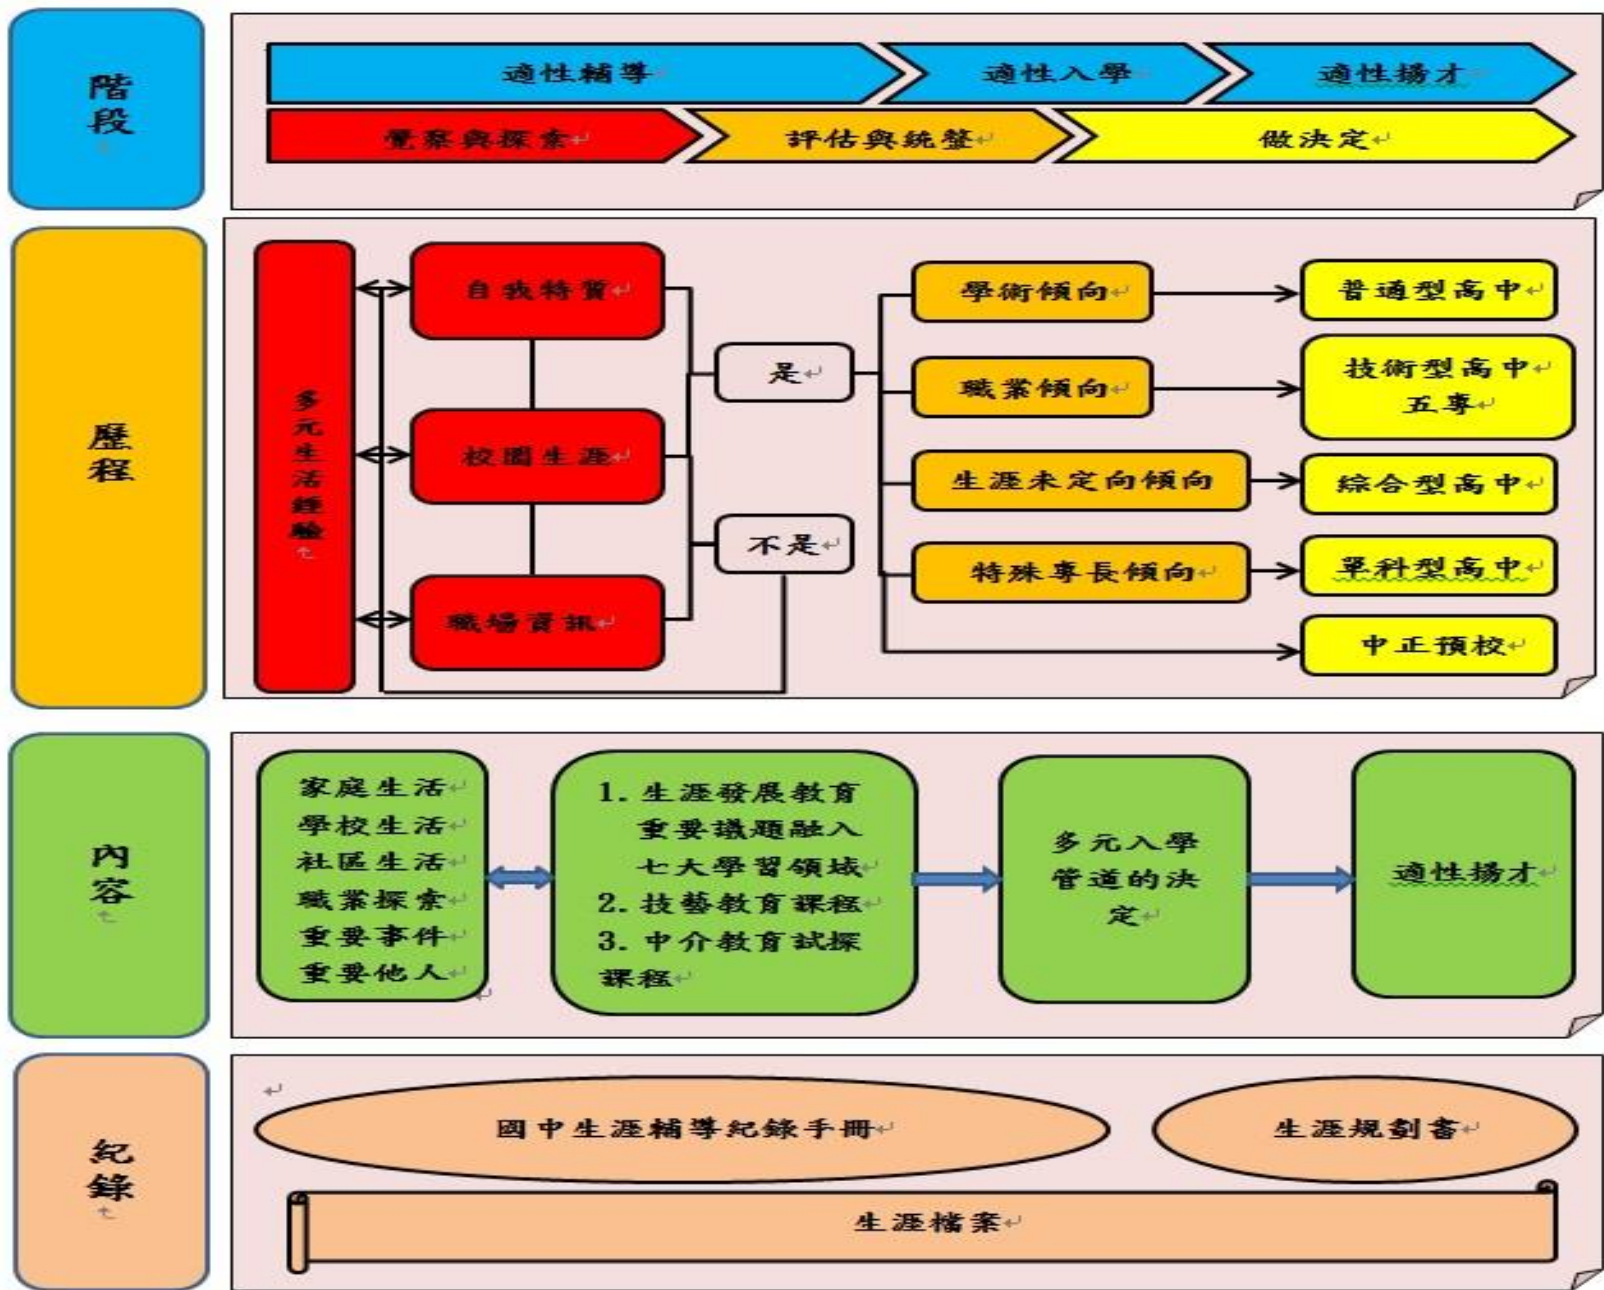 階段
適性輔導
適性入學
適性揚才
覺察與探索
評估與統整
做決定
歷程
多元生活經驗
自我特質
校園生涯
職場資訊
是
不是
學術傾向
職業傾向
生涯未定向傾向
特殊專長傾向
普通型高中
技術型高中
五專
綜合型高中
單科型高中
中正預校
內容
家庭生活
學校生活
社區生活
職業探索
重要事件
重要他人
1. 生涯發展教育
重要議題融入
七大學習領域
2. 技藝教育課程
3. 中介教育試探
課程
多元入學
管道的決
定
適性揚才
紀錄
國中生涯輔導紀錄手冊
生涯規劃書
生涯檔案